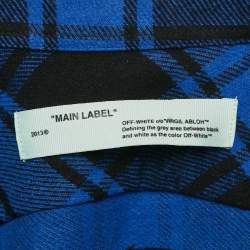 "MAIN LABEL"
2013©
OFF-WHITE c/o "VIRGIL ABLOH"™
Defining the grey area between black
and white as the color Off-White™